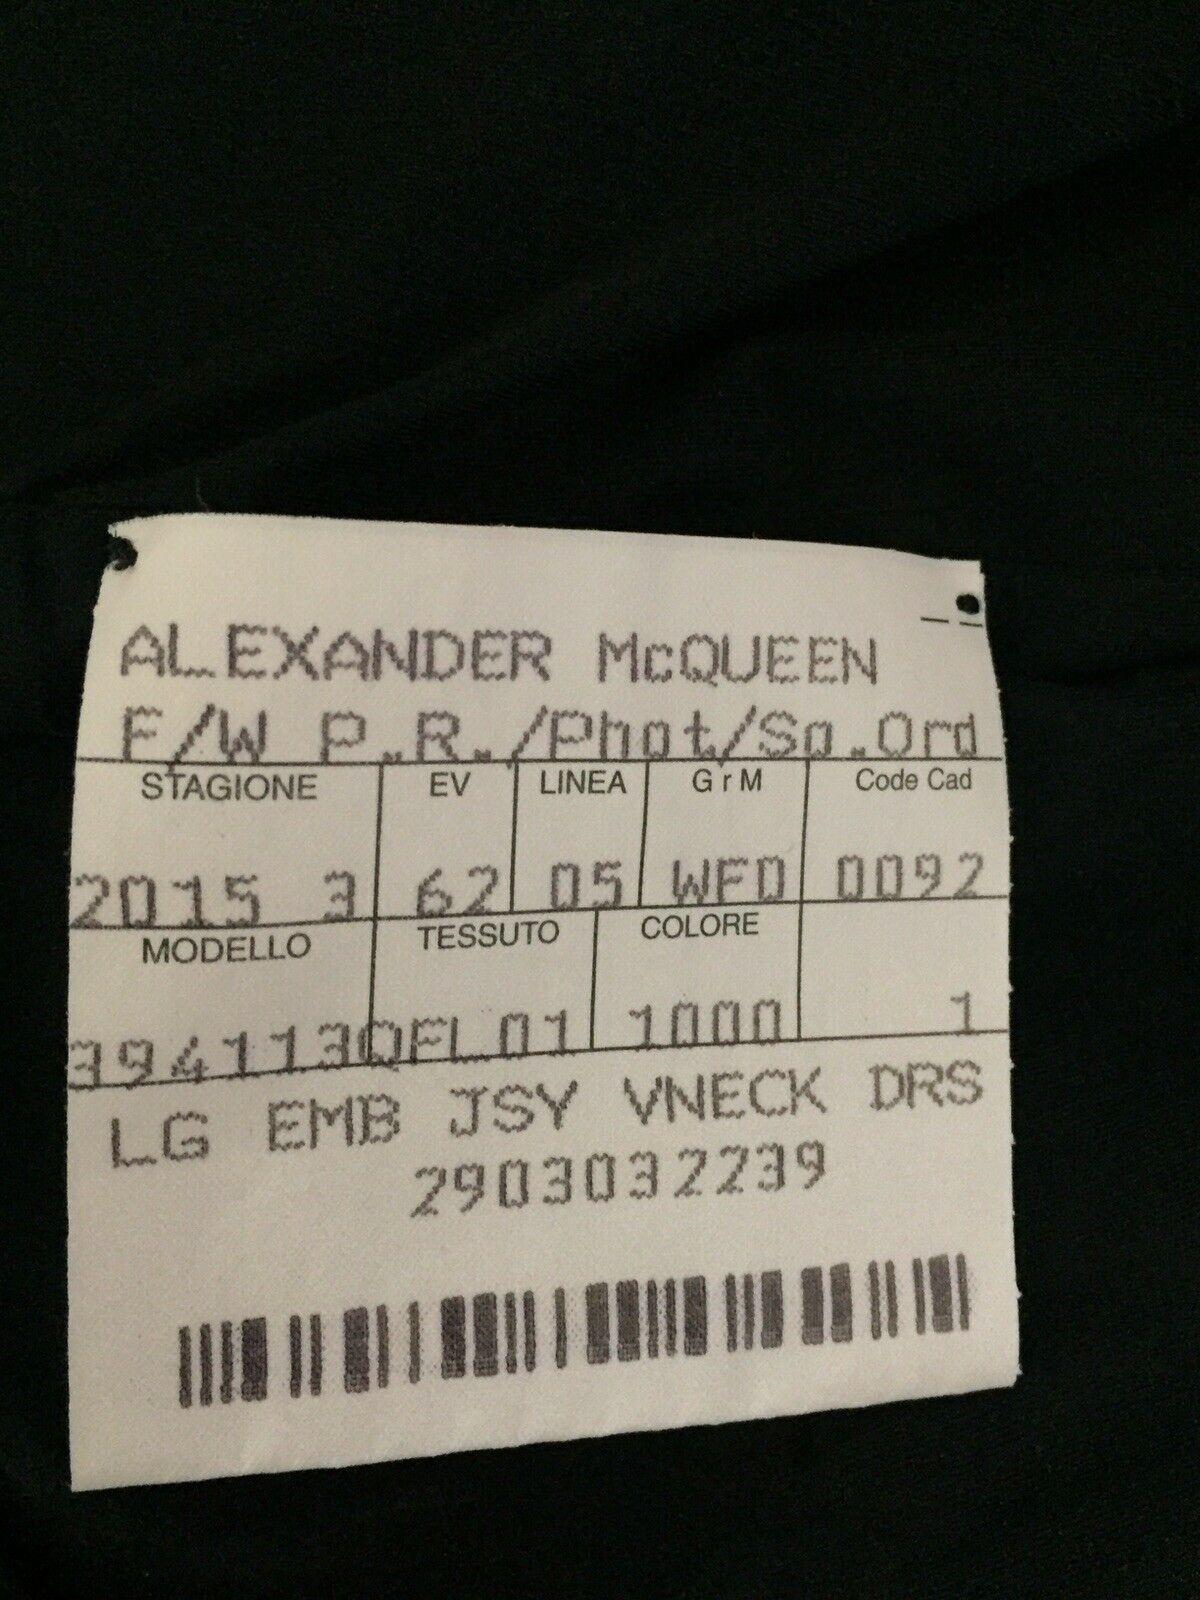 ALEXANDER McQUEEN
F/W P.R./Phot/Sp.Ord
STAGIONE EV LINEA GrM Code Cad
2015 3 62 05 WFD 0092
MODELLO TESSUTO COLORE
394113QFL01 1000 1
LG EMB JSY VNECK DRS
2903032239